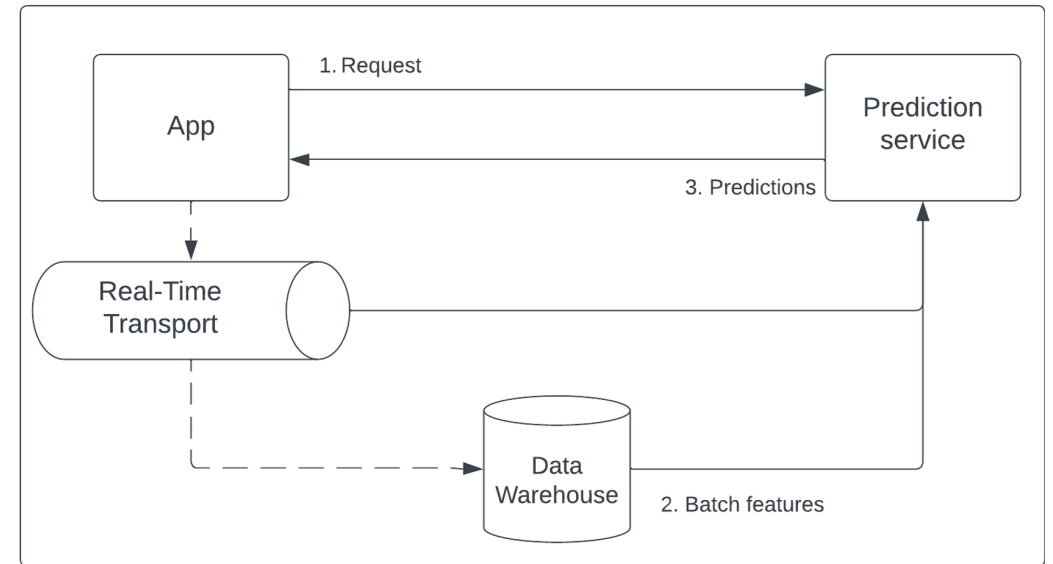 1. Request
App
Prediction
service
3. Predictions
Real-Time
Transport
Data
Warehouse
2. Batch features